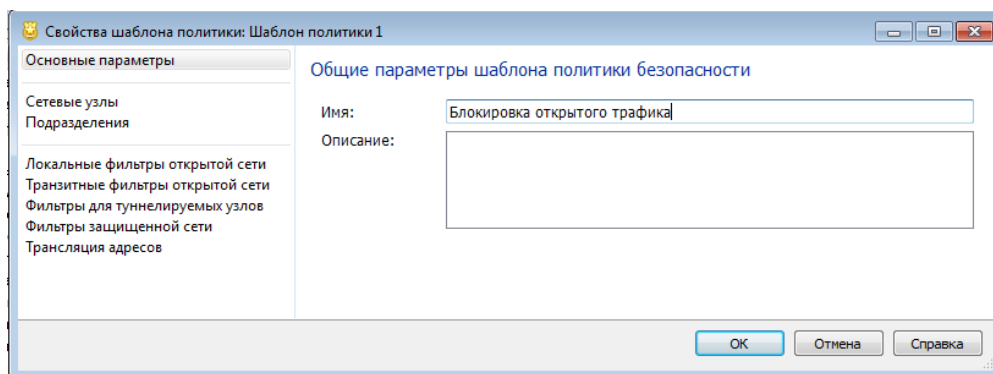 Свойства шаблона политики: Шаблон политики 1
Основные параметры
Сетевые узлы
Подразделения
Локальные фильтры открытой сети
Транзитные фильтры открытой сети
Фильтры для туннелируемых узлов
Фильтры защищенной сети
Трансляция адресов
Общие параметры шаблона политики безопасности
Имя: Блокировка открытого трафика
Описание:
OK Отмена Справка